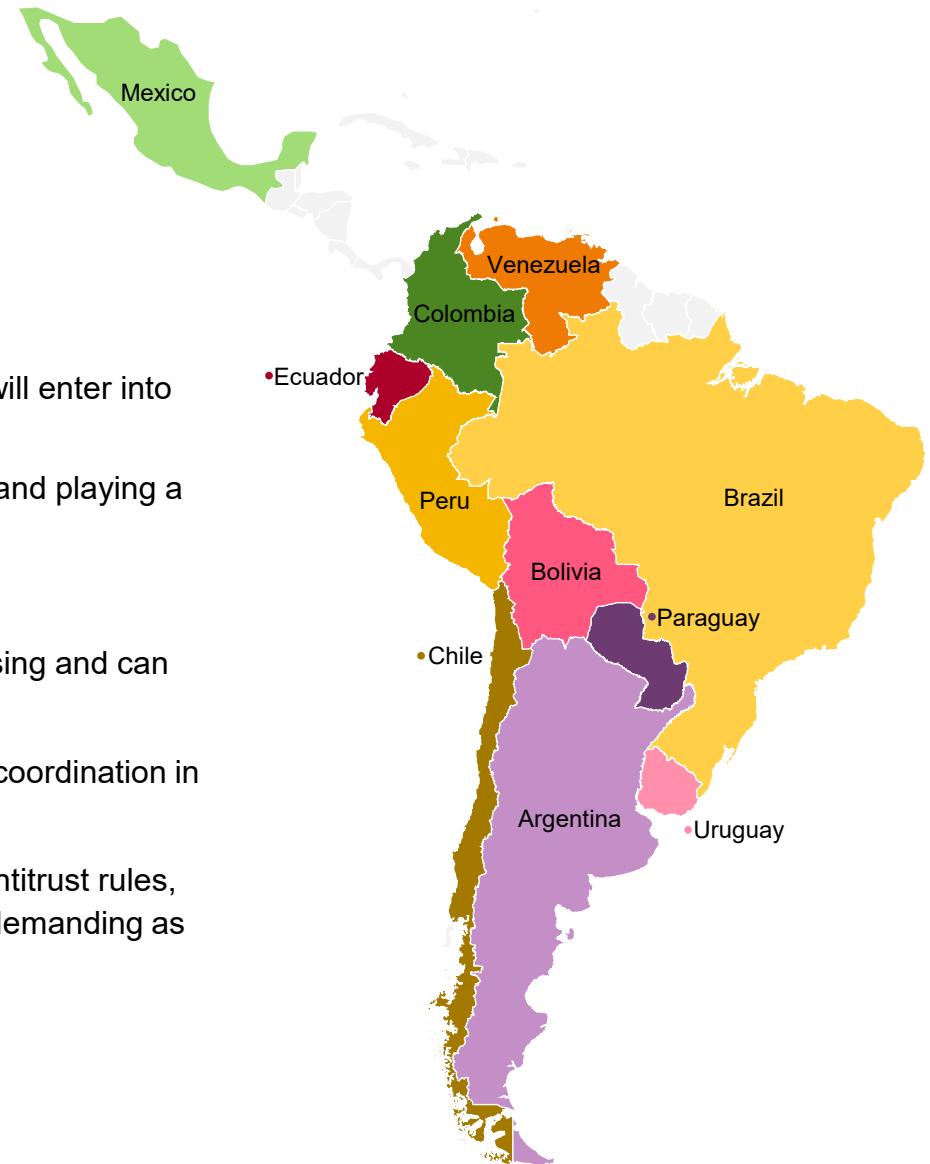 Mexico
Venezuela
Colombia
•Ecuador
will enter into
and playing a
Peru
Brazil
Bolivia
•Paraguay
•Chile
sing and can
coordination in
Argentina
•Uruguay
ntitrust rules,
demanding as